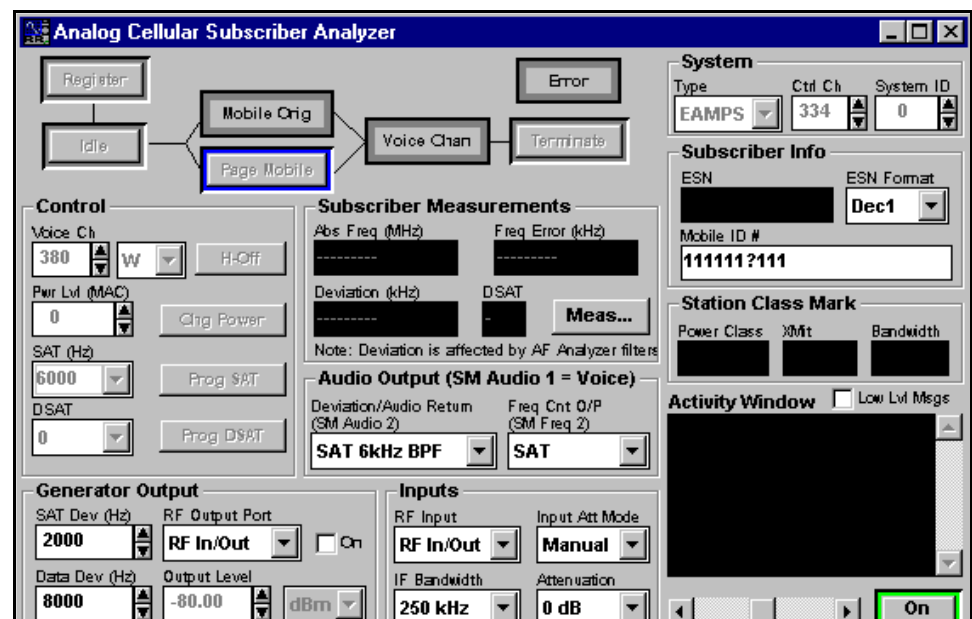 Analog Cellular Subscriber Analyzer
Register
Idle
Mobile Orig
Page Mobile
Voice Chan
Error
Terminate
System
Type
Ctrl Ch
System ID
EAMPS
334
0
Subscriber Info
ESN
ESN Format
Dec1
Mobile ID #
111111?111
Station Class Mark
Power Class
XMit
Bandwidth
Activity Window
Low Lvl Msgs
On
Control
Voice Ch
380
W
H-Off
Pwr Lvl (MAC)
0
Chg Power
SAT (Hz)
6000
Prog SAT
DSAT
0
Prog DSAT
Subscriber Measurements
Abs Freq (MHz)
Freq Error (kHz)
---------
---------
Deviation (kHz)
DSAT
---------
-
Meas...
Note: Deviation is affected by AF Analyzer filters
Audio Output (SM Audio 1 = Voice)
Deviation/Audio Return
(SM Audio 2)
Freq Cnt O/P
(SM Freq 2)
SAT 6kHz BPF
SAT
Generator Output
SAT Dev (Hz)
RF Output Port
2000
RF In/Out
On
Data Dev (Hz)
Output Level
8000
-80.00
dBm
Inputs
RF Input
Input Att Mode
RF In/Out
Manual
IF Bandwidth
Attenuation
250 kHz
0 dB